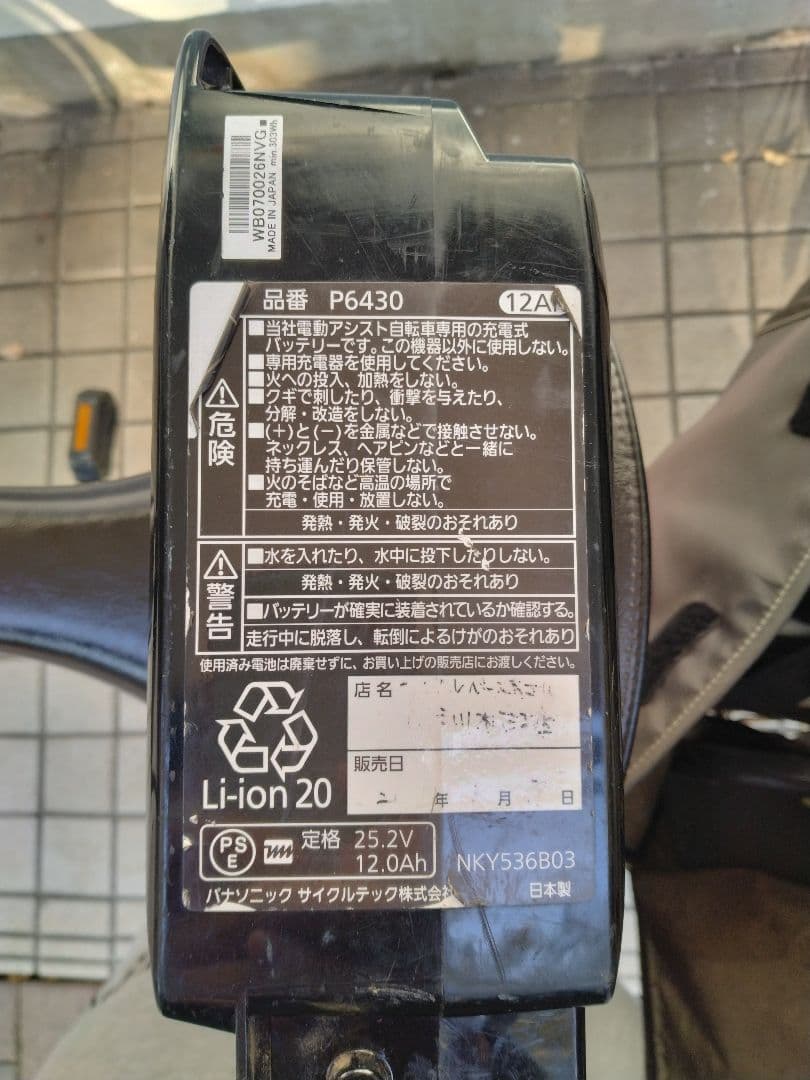 WB070026NVG
MADE IN JAPAN min.303Wh
品番 P6430
12Ah
危険
■当社電動アシスト自転車専用の充電式
バッテリーです。この機器以外に使用しない。
■専用充電器を使用してください。
■火への投入、加熱をしない。
■クギで刺したり、衝撃を与えたり、
分解・改造をしない。
■(+)と(−)を金属などで接触させない。
ネックレス、ヘアピンなどと一緒に
持ち運んだり保管しない。
■火のそばなど高温の場所で
充電・使用・放置しない。
発熱・発火・破裂のおそれあり
警告
■水を入れたり、水中に投下したりしない。
発熱・発火・破裂のおそれあり
■バッテリーが確実に装着されているか確認する。
走行中に脱落し、転倒によるけがのおそれあり
使用済み電池は廃棄せずに、お買い上げの販売店にお渡しください。
店名
販売日
年 月 日
Li-ion 20
PSE 定格 25.2V
12.0Ah
NKY536B03
パナソニック サイクルテック株式会社
日本製